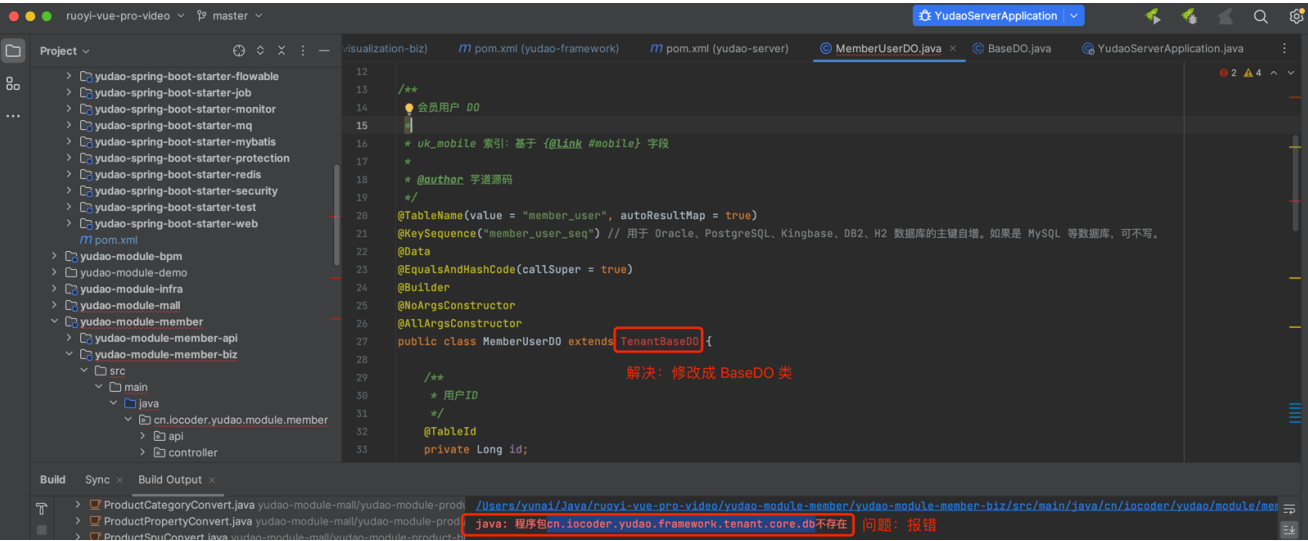 ruoyi-vue-pro-video
master
YudaoServerApplication
Project
visualization-biz)
pom.xml (yudao-framework)
pom.xml (yudao-server)
MemberUserDO.java
BaseDO.java
YudaoServerApplication.java
yudao-spring-boot-starter-flowable
yudao-spring-boot-starter-job
yudao-spring-boot-starter-monitor
yudao-spring-boot-starter-mq
yudao-spring-boot-starter-mybatis
yudao-spring-boot-starter-protection
yudao-spring-boot-starter-redis
yudao-spring-boot-starter-security
yudao-spring-boot-starter-test
yudao-spring-boot-starter-web
pom.xml
yudao-module-bpm
yudao-module-demo
yudao-module-infra
yudao-module-mall
yudao-module-member
yudao-module-member-api
yudao-module-member-biz
src
main
java
cn.iocoder.yudao.module.member
api
controller
2 4
12
13 /**
14 会员用户 DO
15 *
16 * uk_mobile 索引：基于 {@link #mobile} 字段
17 *
18 * @author 芋道源码
19 */
20 @TableName(value = "member_user", autoResultMap = true)
21 @KeySequence("member_user_seq") // 用于 Oracle、PostgreSQL、Kingbase、DB2、H2 数据库的主键自增。如果是 MySQL 等数据库，可不写。
22 @Data
23 @EqualsAndHashCode(callSuper = true)
24 @Builder
25 @NoArgsConstructor
26 @AllArgsConstructor
27 public class MemberUserDO extends TenantBaseDO {
28
解决：修改成 BaseDO 类
29 /**
30 * 用户ID
31 */
32 @TableId
33 private Long id;
Build Sync Build Output
ProductCategoryConvert.java yudao-module-mall/yudao-module-prod
ProductPropertyConvert.java yudao-module-mall/yudao-module-prod
ProductSpuConvert.java yudao-module-mall/yudao-module-product-b
/Users/yunai/Java/ruoyi-vue-pro-video/yudao-module-member/yudao-module-member-biz/src/main/java/cn/iocoder/yudao/module/mem
java: 程序包cn.iocoder.yudao.framework.tenant.core.db不存在
问题：报错